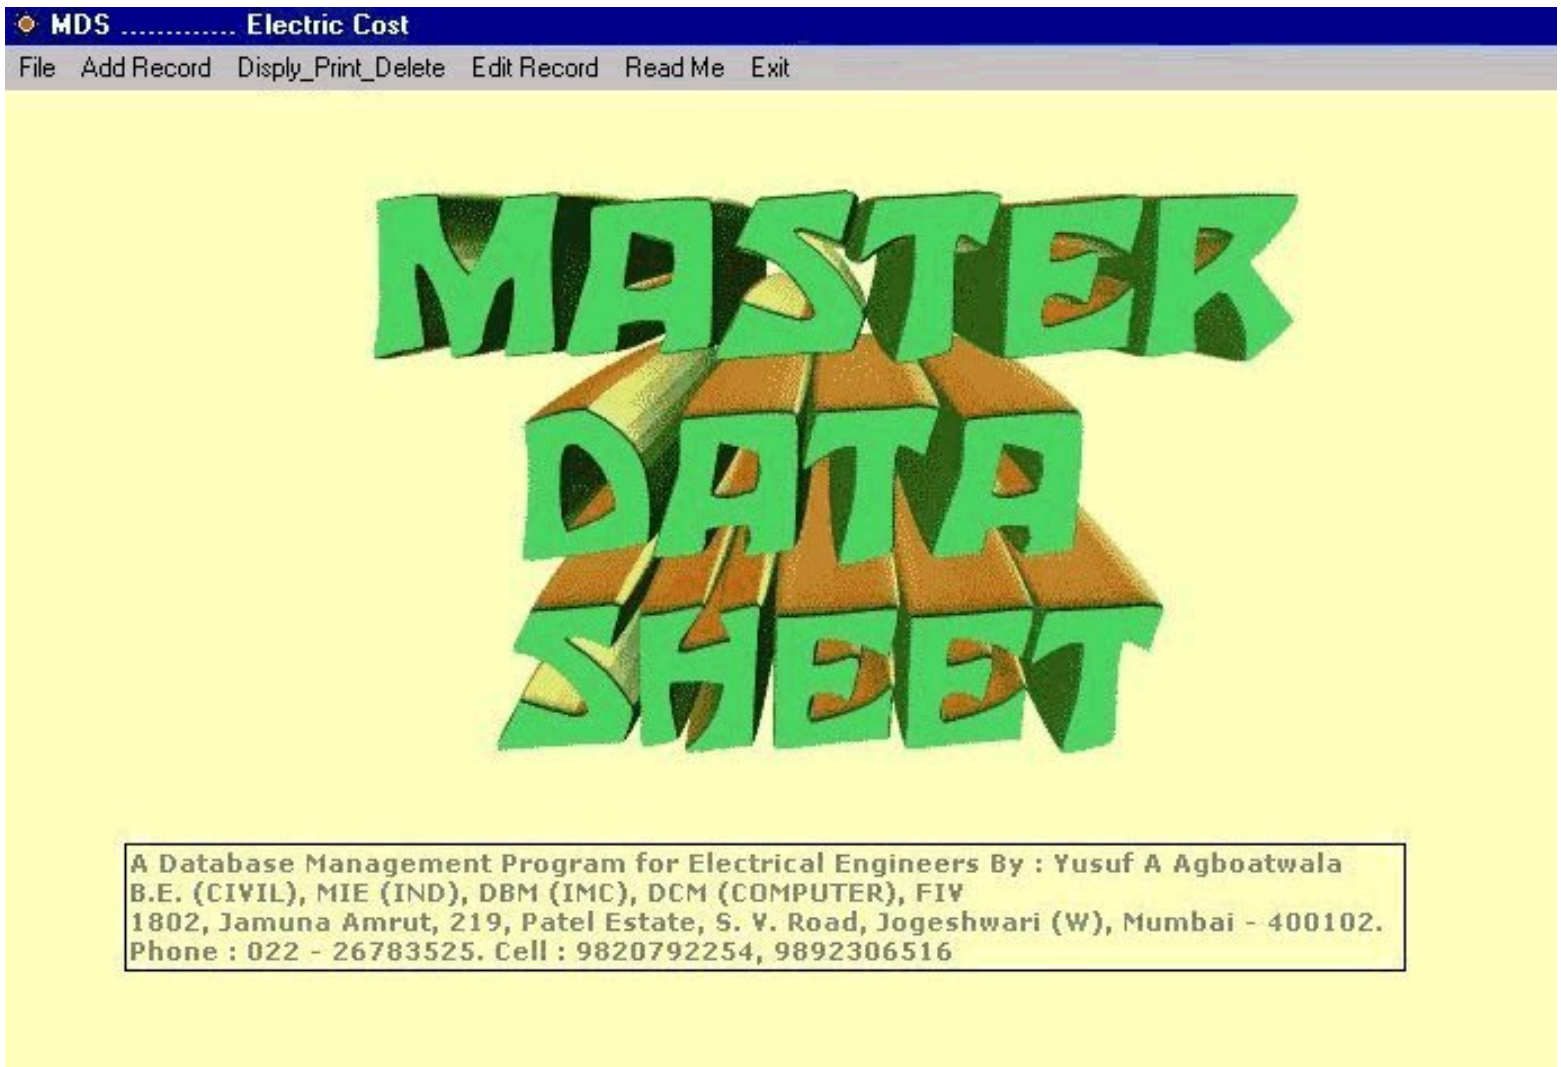 MDS ............. Electric Cost
File Add Record Disply_Print_Delete Edit Record Read Me Exit
MASTER
DATA
SHEET
A Database Management Program for Electrical Engineers By : Yusuf A Agboatwala
B.E. (CIVIL), MIE (IND), DBM (IMC), DCM (COMPUTER), FIV
1802, Jamuna Amrut, 219, Patel Estate, S. V. Road, Jogeshwari (W), Mumbai - 400102.
Phone : 022 - 26783525. Cell : 9820792254, 9892306516